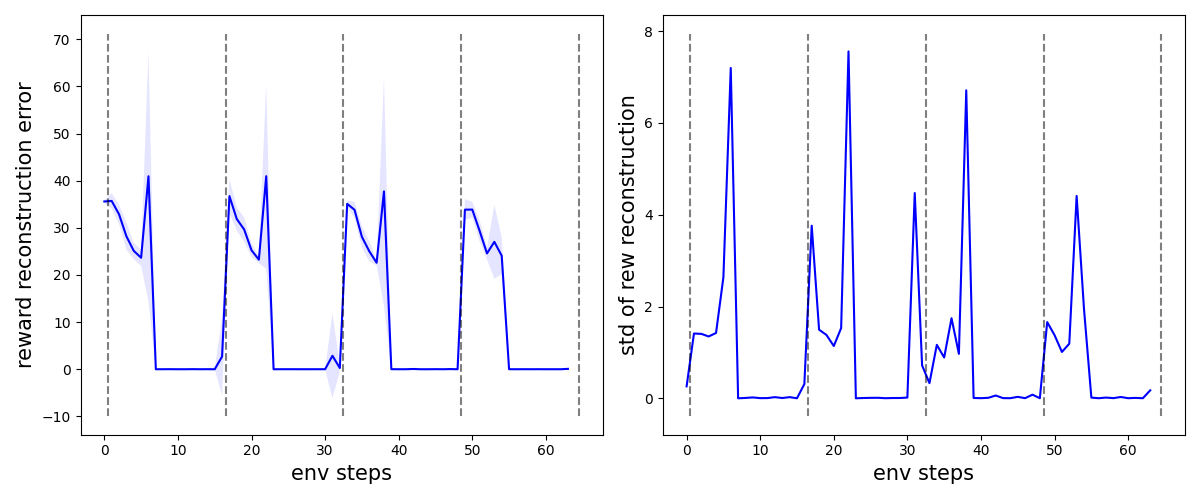 reward reconstruction error
70
60
50
40
30
20
10
0
−10
0 10 20 30 40 50 60
env steps
std of rew reconstruction
8
6
4
2
0
0 10 20 30 40 50 60
env steps